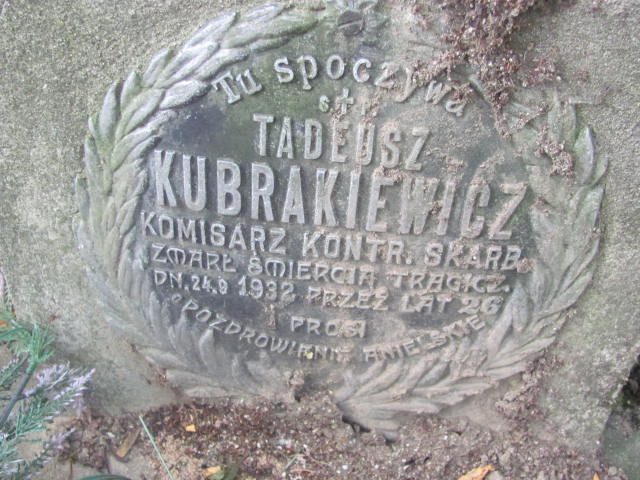 Tu spoczywa
ś†p
TADEUSZ
KUBRAKIEWICZ
KOMISARZ KONTR. SKARB.
ZMARŁ ŚMIERCIĄ TRAGICZ.
DN. 24.9 1932 PRZEŻ. LAT 26
PROSI
O POZDROWIENIE ANIELSKIE